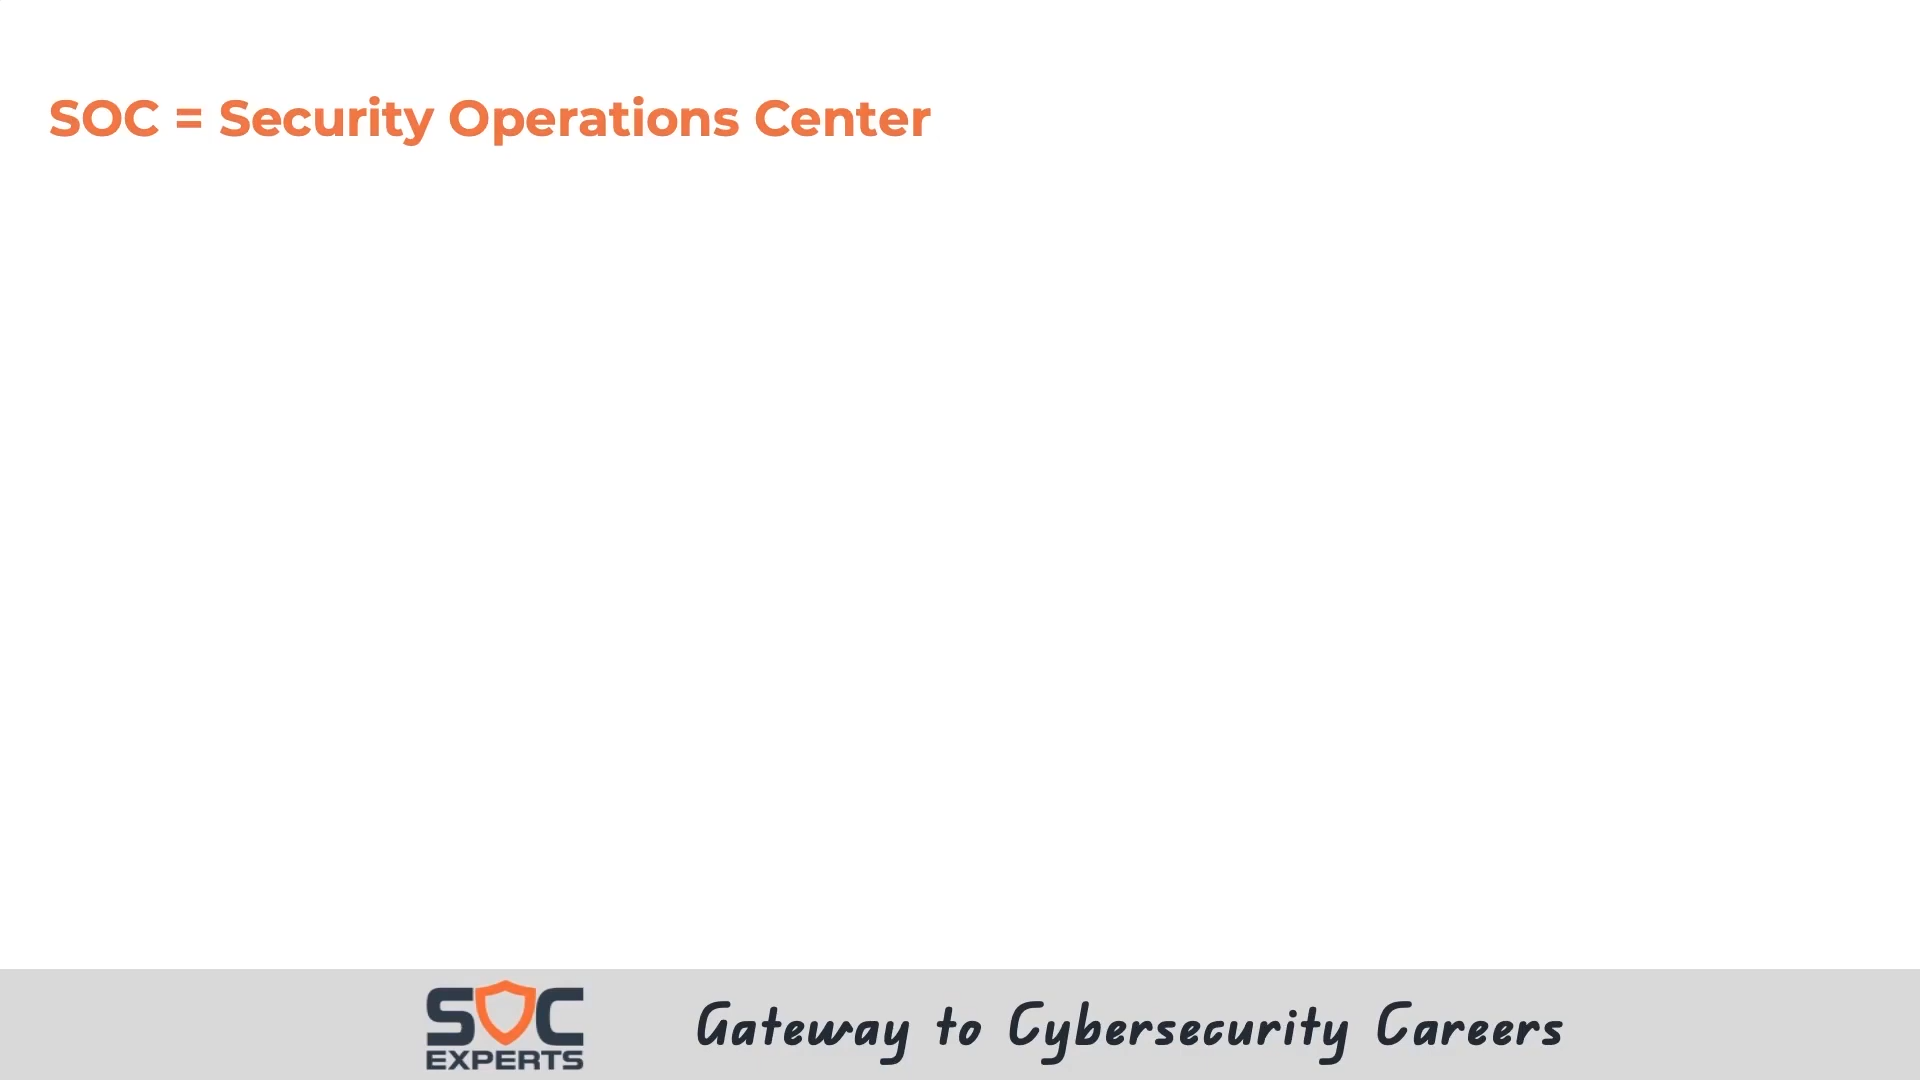 SOC = Security Operations Center
SOC
EXPERTS
Gateway to Cybersecurity Careers